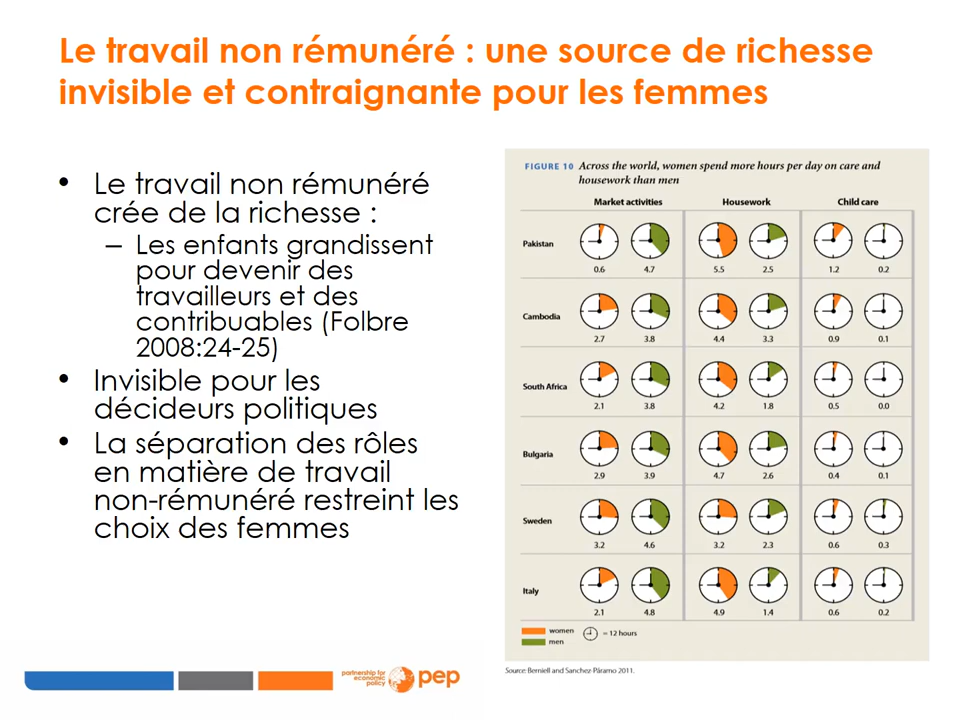 Le travail non rémunéré : une source de richesse
invisible et contraignante pour les femmes
• Le travail non rémunéré
crée de la richesse :
– Les enfants grandissent
pour devenir des
travailleurs et des
contribuables (Folbre
2008:24-25)
• Invisible pour les
décideurs politiques
• La séparation des rôles
en matière de travail
non-rémunéré restreint les
choix des femmes
FIGURE 10 Across the world, women spend more hours per day on care and
housework than men
Market activities Housework Child care
Pakistan
0.6 4.7 5.5 2.5 1.2 0.2
Cambodia
2.7 3.8 4.4 3.3 0.9 0.1
South Africa
2.1 3.8 4.2 1.8 0.5 0.0
Bulgaria
2.9 3.9 4.7 2.6 0.4 0.1
Sweden
3.2 4.6 3.2 2.3 0.6 0.3
Italy
2.1 4.8 4.9 1.4 0.6 0.2
women = 12 hours
men
Source: Berniell and Sanchez-Páramo 2011.
partnership for
economic
policy
pep